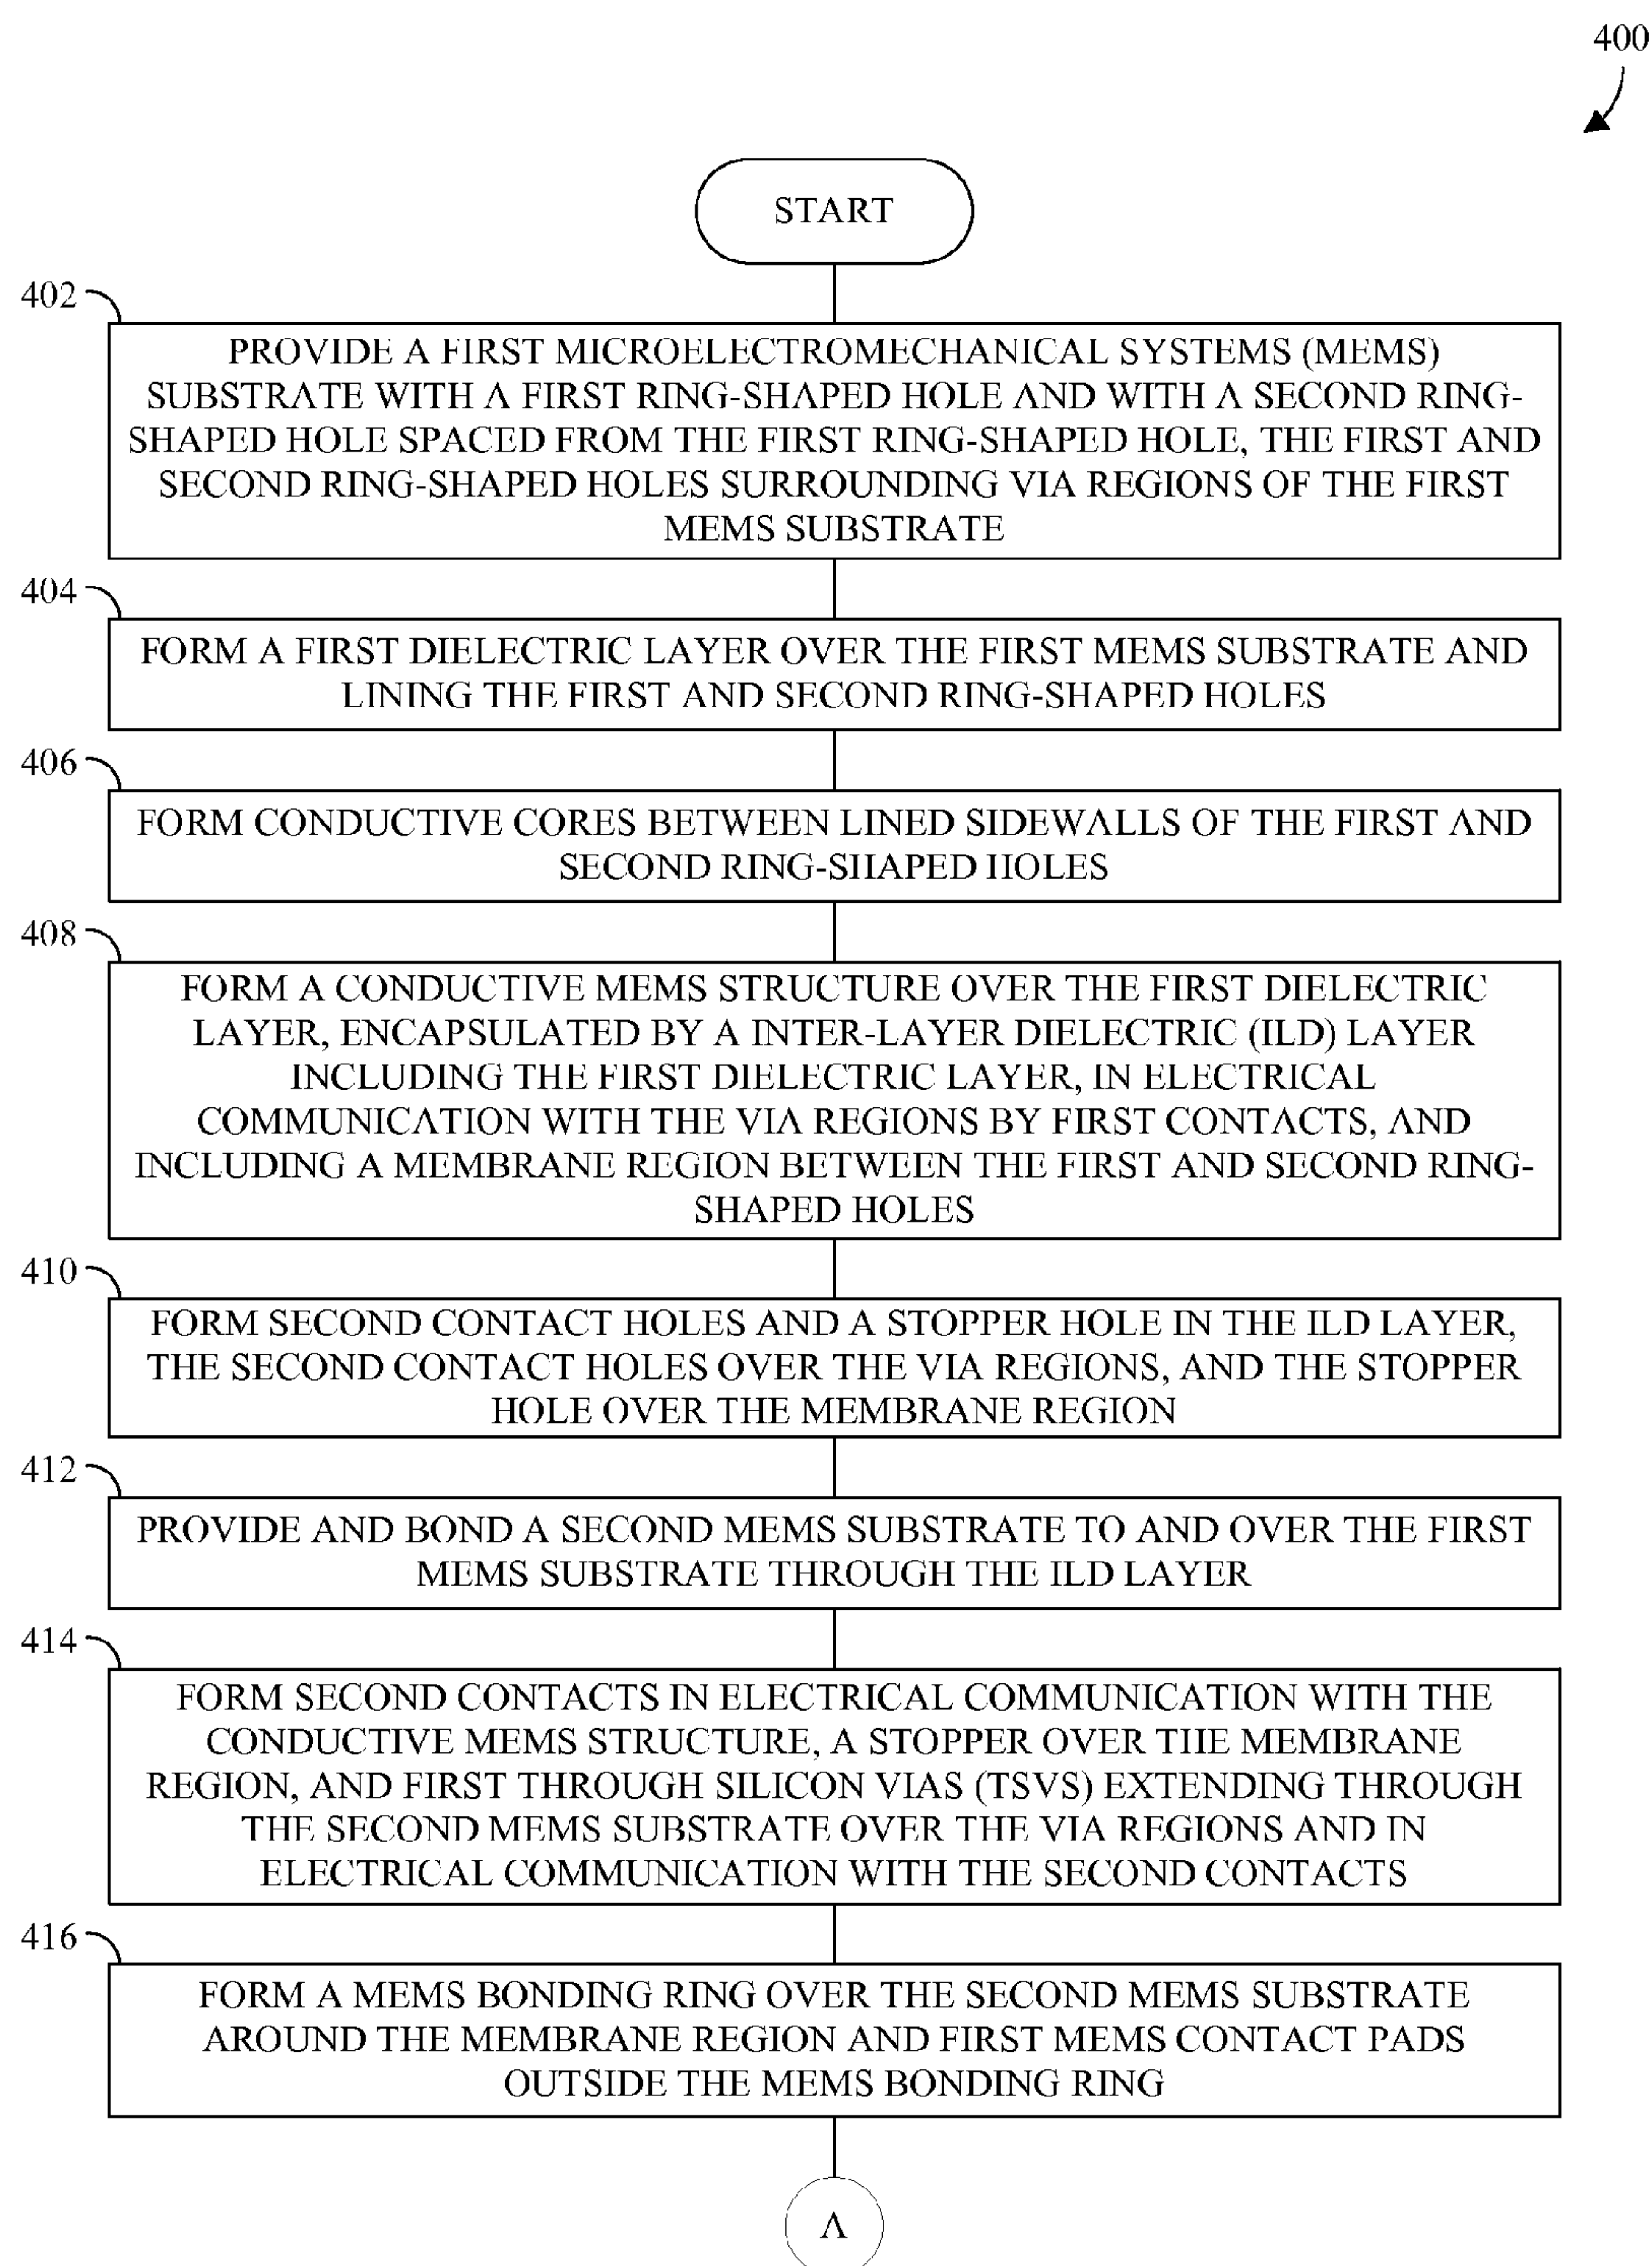 400
START
402
PROVIDE A FIRST MICROELECTROMECHANICAL SYSTEMS (MEMS)
SUBSTRATE WITH A FIRST RING-SHAPED HOLE AND WITH A SECOND RING-
SHAPED HOLE SPACED FROM THE FIRST RING-SHAPED HOLE, THE FIRST AND
SECOND RING-SHAPED HOLES SURROUNDING VIA REGIONS OF THE FIRST
MEMS SUBSTRATE
404
FORM A FIRST DIELECTRIC LAYER OVER THE FIRST MEMS SUBSTRATE AND
LINING THE FIRST AND SECOND RING-SHAPED HOLES
406
FORM CONDUCTIVE CORES BETWEEN LINED SIDEWALLS OF THE FIRST AND
SECOND RING-SHAPED HOLES
408
FORM A CONDUCTIVE MEMS STRUCTURE OVER THE FIRST DIELECTRIC
LAYER, ENCAPSULATED BY A INTER-LAYER DIELECTRIC (ILD) LAYER
INCLUDING THE FIRST DIELECTRIC LAYER, IN ELECTRICAL
COMMUNICATION WITH THE VIA REGIONS BY FIRST CONTACTS, AND
INCLUDING A MEMBRANE REGION BETWEEN THE FIRST AND SECOND RING-
SHAPED HOLES
410
FORM SECOND CONTACT HOLES AND A STOPPER HOLE IN THE ILD LAYER,
THE SECOND CONTACT HOLES OVER THE VIA REGIONS, AND THE STOPPER
HOLE OVER THE MEMBRANE REGION
412
PROVIDE AND BOND A SECOND MEMS SUBSTRATE TO AND OVER THE FIRST
MEMS SUBSTRATE THROUGH THE ILD LAYER
414
FORM SECOND CONTACTS IN ELECTRICAL COMMUNICATION WITH THE
CONDUCTIVE MEMS STRUCTURE, A STOPPER OVER THE MEMBRANE
REGION, AND FIRST THROUGH SILICON VIAS (TSVS) EXTENDING THROUGH
THE SECOND MEMS SUBSTRATE OVER THE VIA REGIONS AND IN
ELECTRICAL COMMUNICATION WITH THE SECOND CONTACTS
416
FORM A MEMS BONDING RING OVER THE SECOND MEMS SUBSTRATE
AROUND THE MEMBRANE REGION AND FIRST MEMS CONTACT PADS
OUTSIDE THE MEMS BONDING RING
A